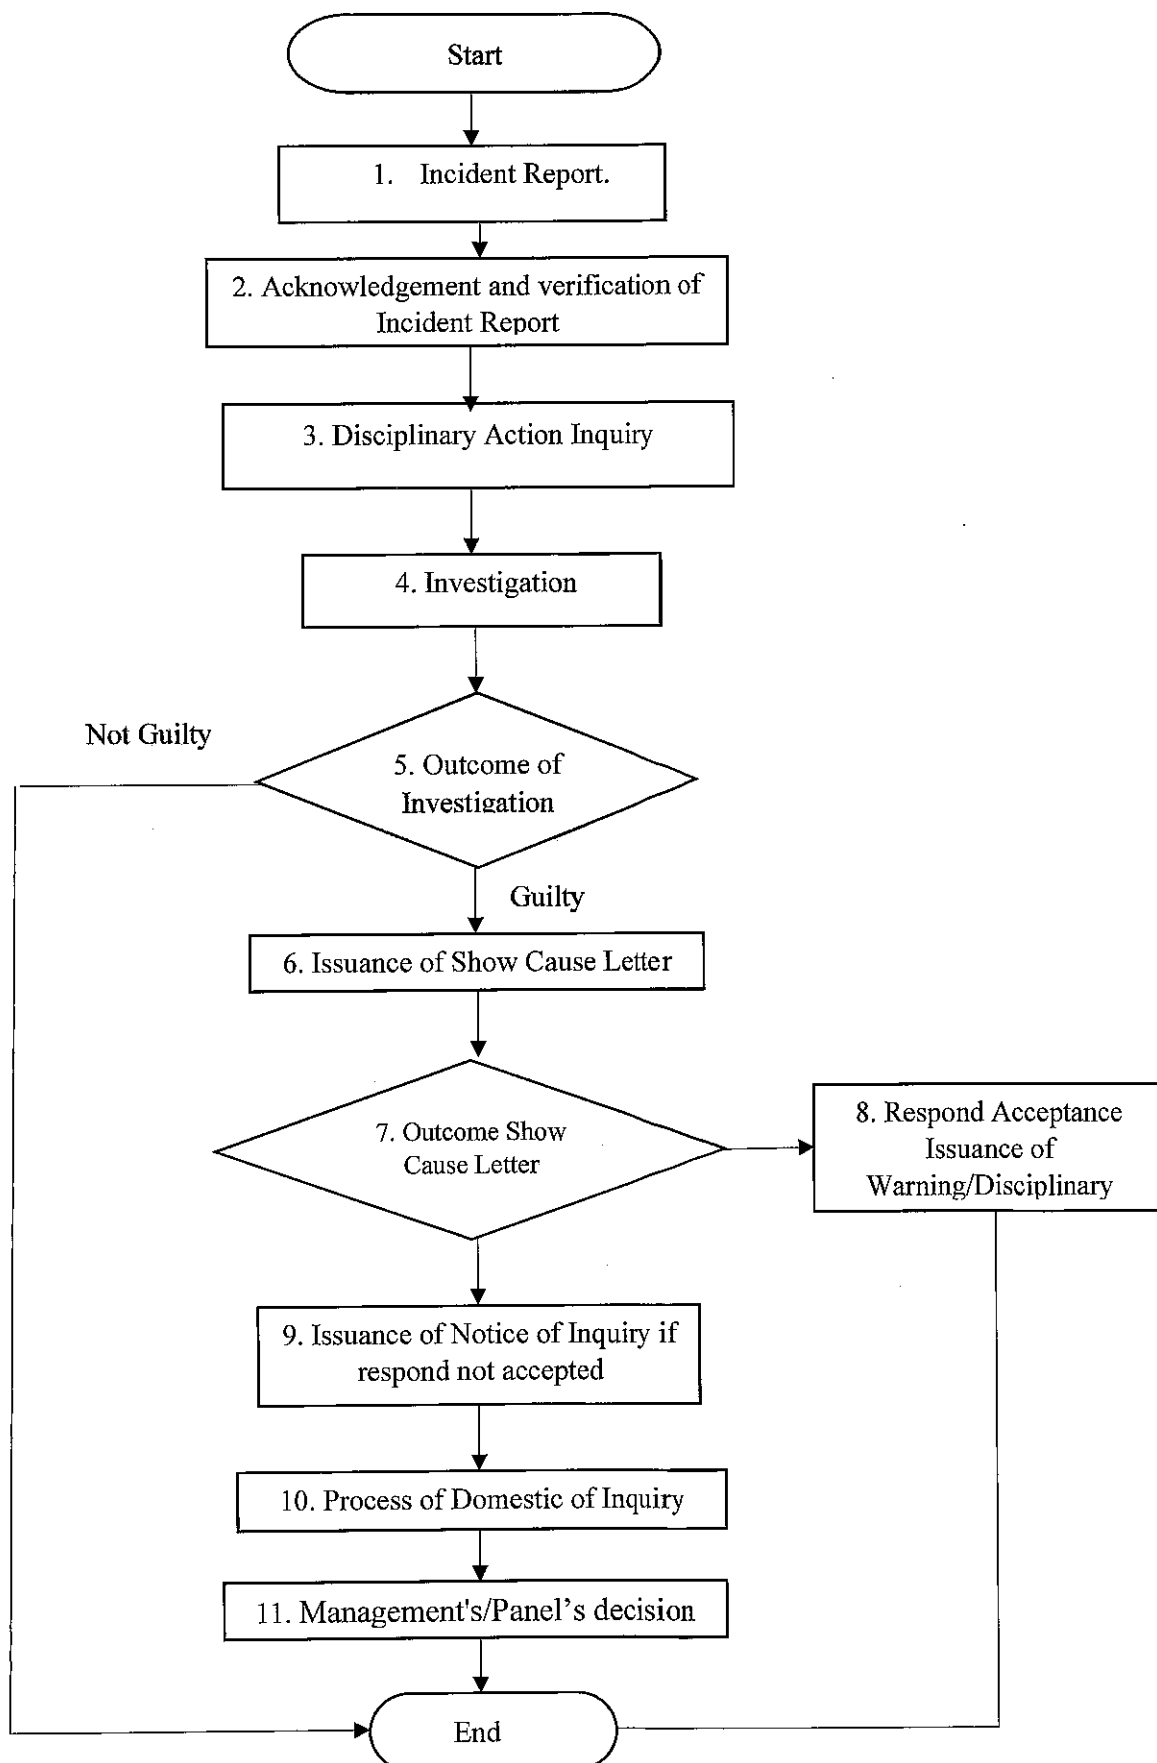 Start
1. Incident Report.
2. Acknowledgement and verification of
Incident Report
3. Disciplinary Action Inquiry
4. Investigation
Not Guilty
5. Outcome of
Investigation
Guilty
6. Issuance of Show Cause Letter
7. Outcome Show
Cause Letter
8. Respond Acceptance
Issuance of
Warning/Disciplinary
9. Issuance of Notice of Inquiry if
respond not accepted
10. Process of Domestic of Inquiry
11. Management's/Panel’s decision
End